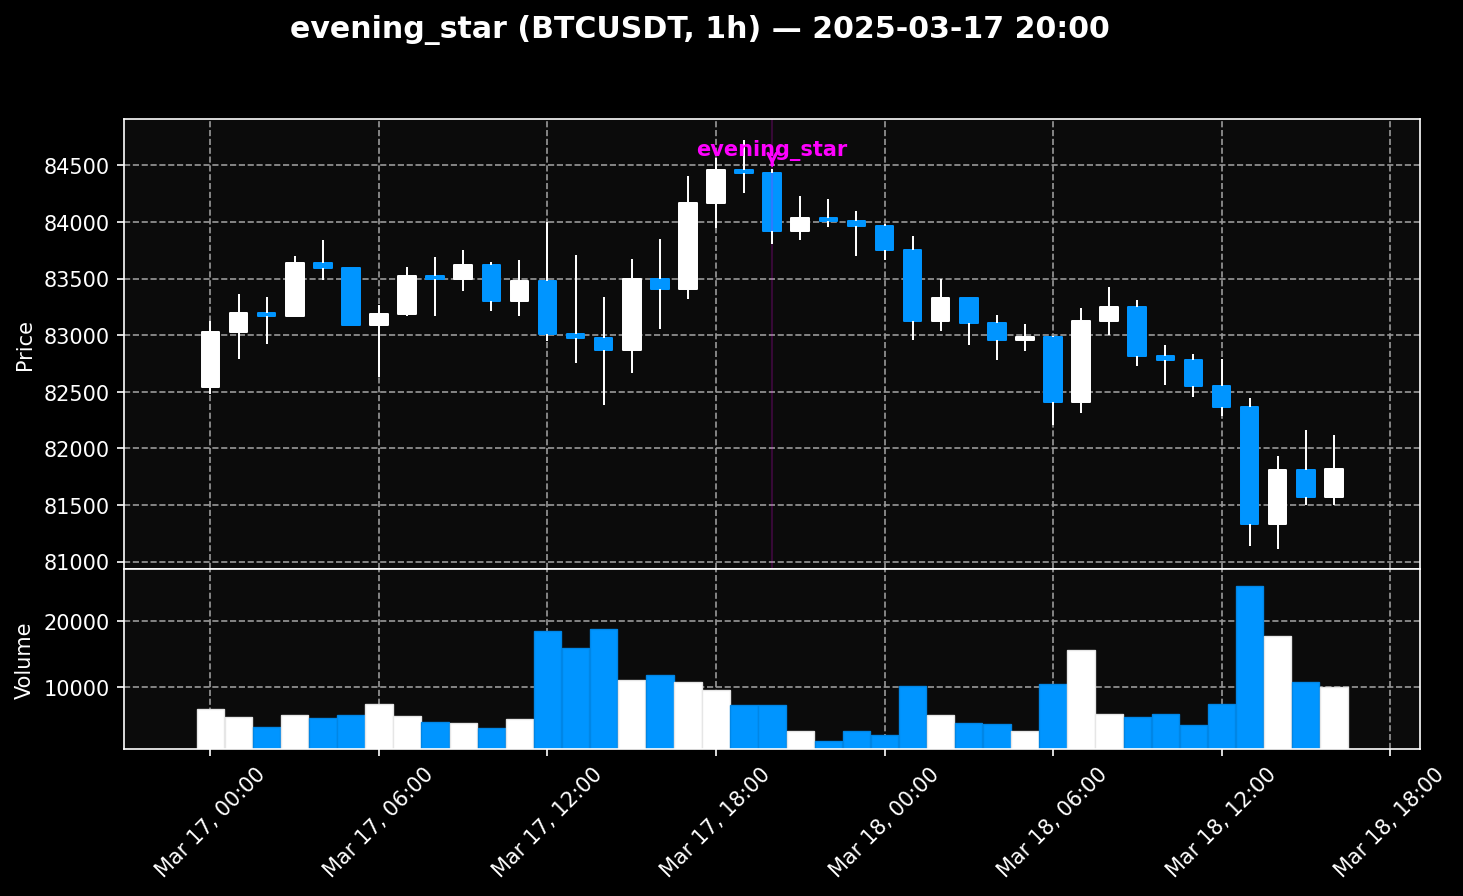 evening_star (BTCUSDT, 1h) — 2025-03-17 20:00
evening_star
Price
84500
84000
83500
83000
82500
82000
81500
81000
Volume
20000
10000
Mar 17, 00:00
Mar 17, 06:00
Mar 17, 12:00
Mar 17, 18:00
Mar 18, 00:00
Mar 18, 06:00
Mar 18, 12:00
Mar 18, 18:00